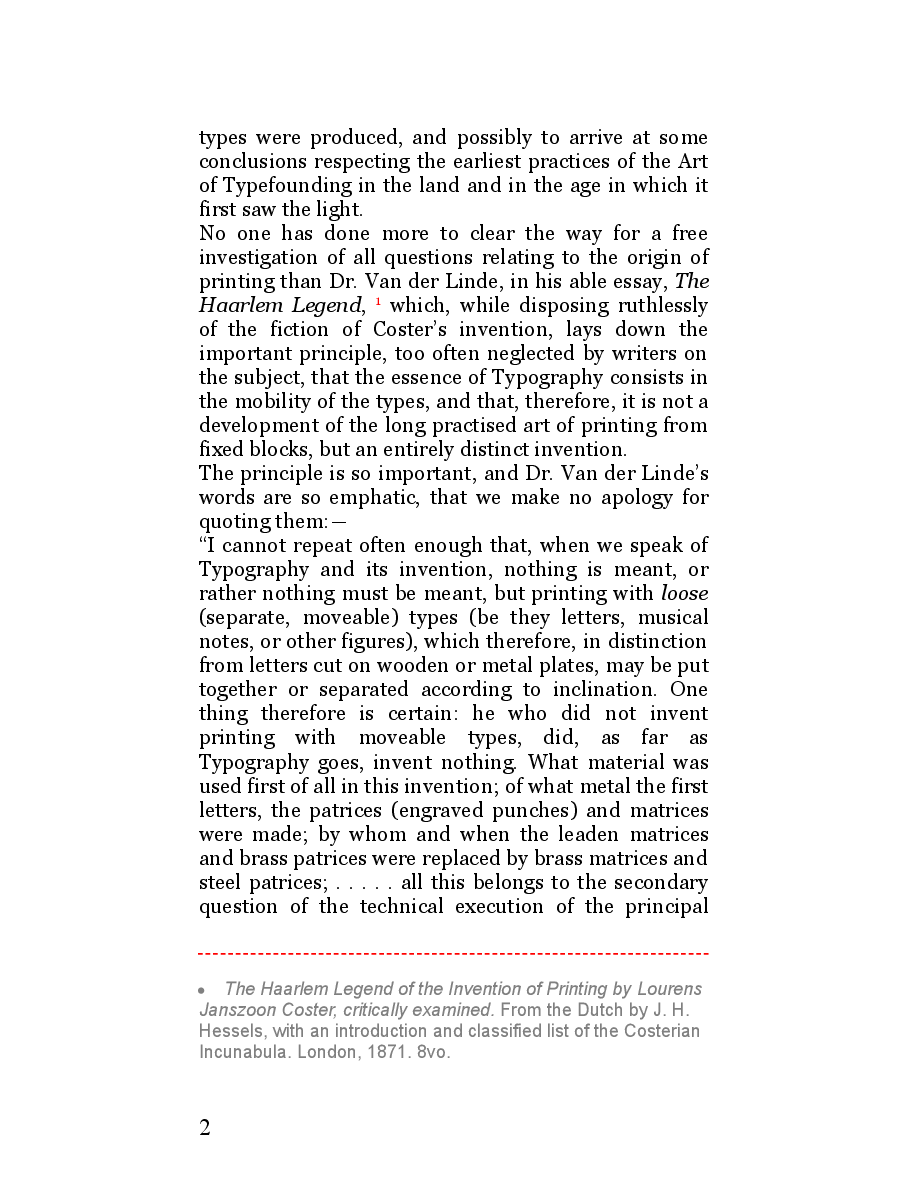 types were produced, and possibly to arrive at some
conclusions respecting the earliest practices of the Art
of Typefounding in the land and in the age in which it
first saw the light.
No one has done more to clear the way for a free
investigation of all questions relating to the origin of
printing than Dr. Van der Linde, in his able essay, The
Haarlem Legend, 1 which, while disposing ruthlessly
of the fiction of Coster’s invention, lays down the
important principle, too often neglected by writers on
the subject, that the essence of Typography consists in
the mobility of the types, and that, therefore, it is not a
development of the long practised art of printing from
fixed blocks, but an entirely distinct invention.
The principle is so important, and Dr. Van der Linde’s
words are so emphatic, that we make no apology for
quoting them:—
“I cannot repeat often enough that, when we speak of
Typography and its invention, nothing is meant, or
rather nothing must be meant, but printing with loose
(separate, moveable) types (be they letters, musical
notes, or other figures), which therefore, in distinction
from letters cut on wooden or metal plates, may be put
together or separated according to inclination. One
thing therefore is certain: he who did not invent
printing with moveable types, did, as far as
Typography goes, invent nothing. What material was
used first of all in this invention; of what metal the first
letters, the patrices (engraved punches) and matrices
were made; by whom and when the leaden matrices
and brass patrices were replaced by brass matrices and
steel patrices; . . . . . all this belongs to the secondary
question of the technical execution of the principal
• The Haarlem Legend of the Invention of Printing by Lourens
Janszoon Coster, critically examined. From the Dutch by J. H.
Hessels, with an introduction and classified list of the Costerian
Incunabula. London, 1871. 8vo.
2